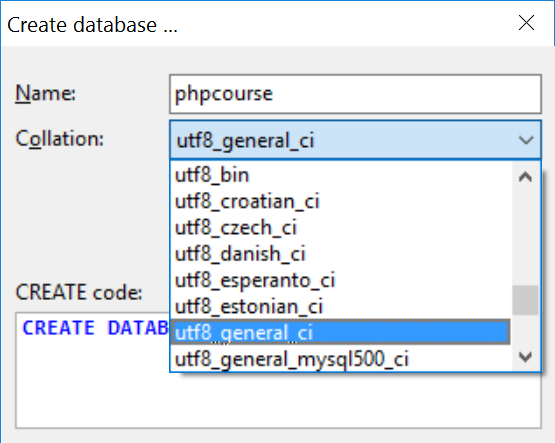 Create database ...
Name:
phpcourse
Collation:
utf8_general_ci
utf8_bin
utf8_croatian_ci
utf8_czech_ci
utf8_danish_ci
utf8_esperanto_ci
utf8_estonian_ci
utf8_general_ci
utf8_general_mysql500_ci
CREATE code:
CREATE DATAB